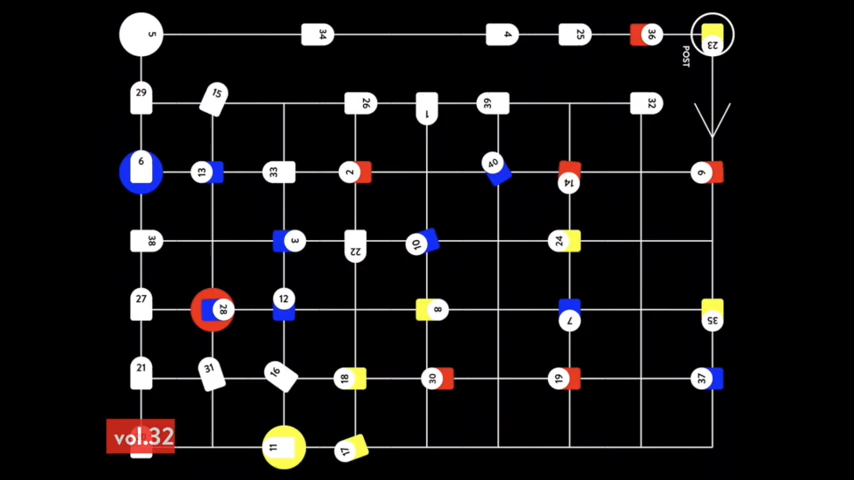 5 34 4 25 36 23
POST
29 15 26 1 39 32
6 13 33 2 40 14 9
38 3 22 10 24
27 28 12 8 7 35
21 31 16 18 30 19 37
vol.32 11 17